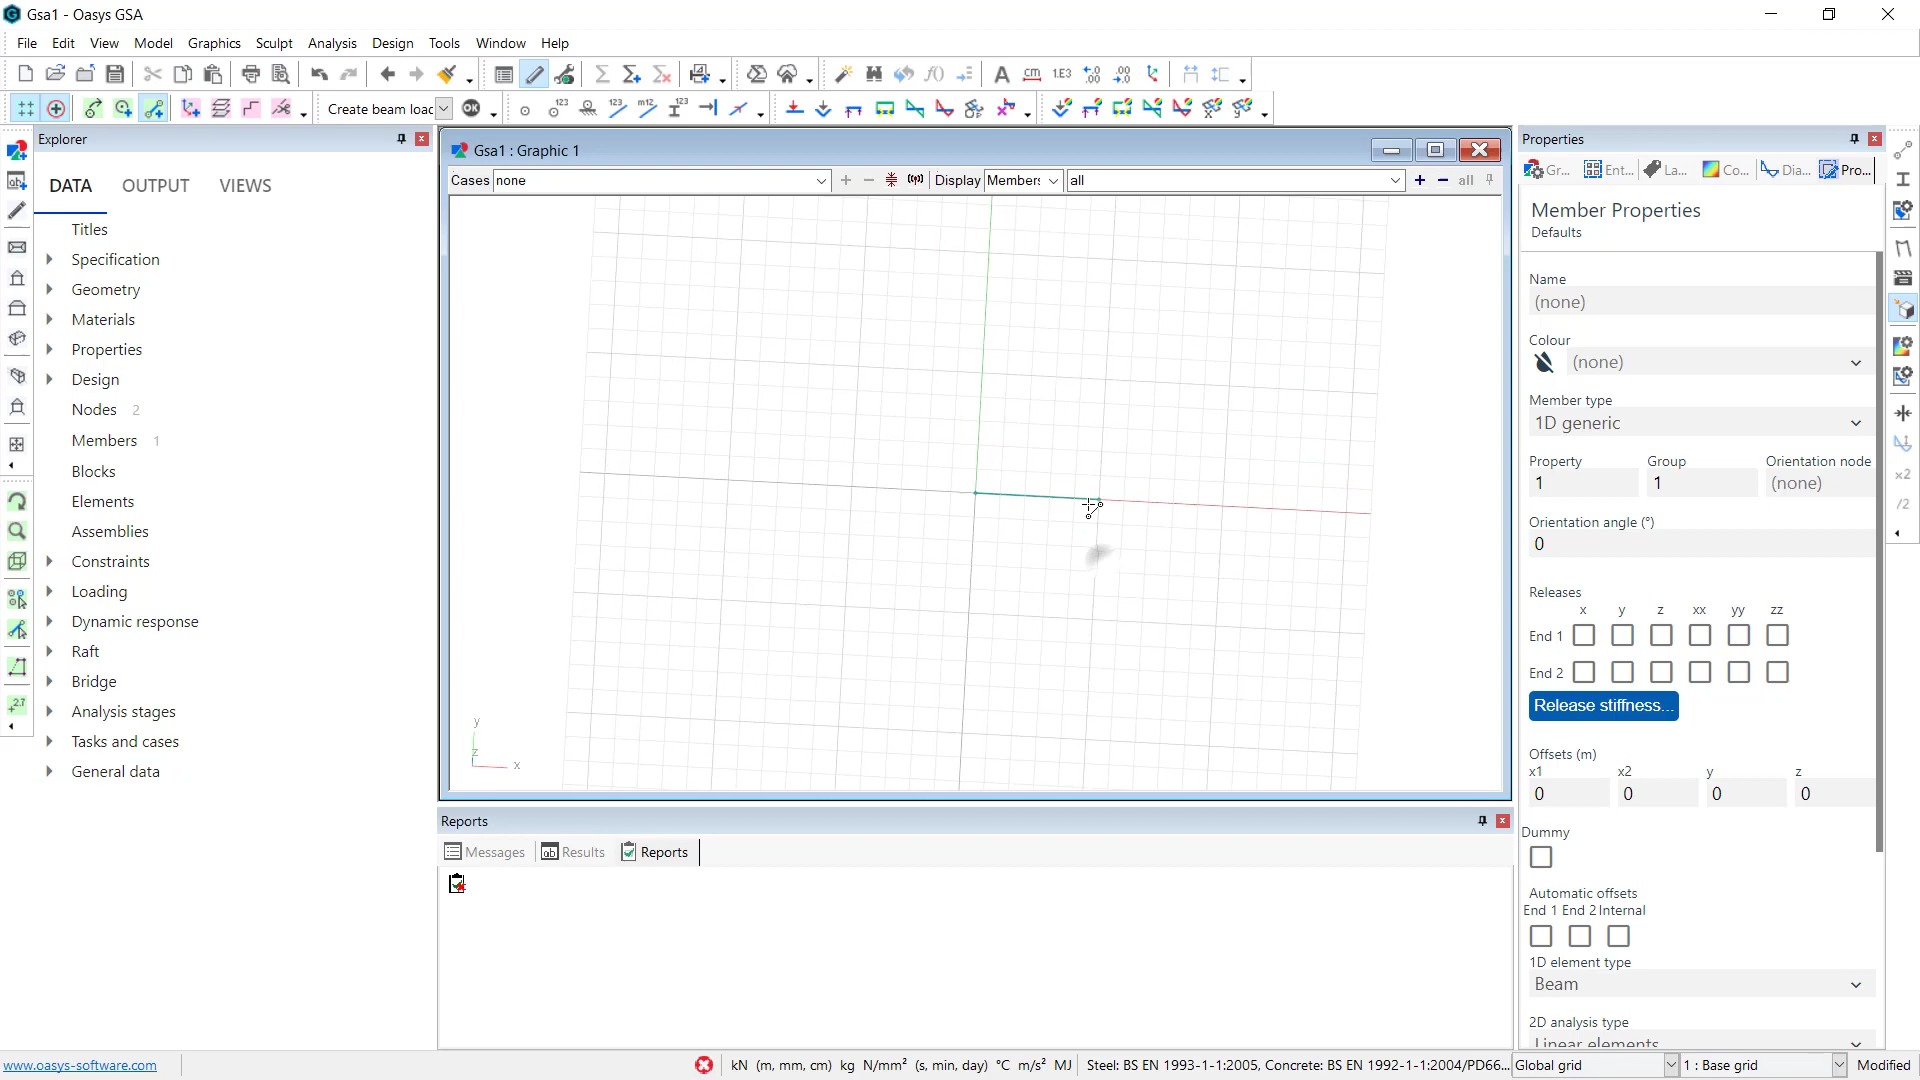 Gsa1 - Oasys GSA
File Edit View Model Graphics Sculpt Analysis Design Tools Window Help
Create beam load OK
Explorer
DATA OUTPUT VIEWS
Titles
Specification
Geometry
Materials
Properties
Design
Nodes 2
Members 1
Blocks
Elements
Assemblies
Constraints
Loading
Dynamic response
Raft
Bridge
Analysis stages
Tasks and cases
General data
Gsa1 : Graphic 1
Cases none Display Members all all
y
z
x
Reports
Messages Results Reports
Properties
Gr... Ent... La... Co... Dia... Pro...
Member Properties
Defaults
Name
(none)
Colour
(none)
Member type
1D generic
Property Group Orientation node
1 1 (none)
Orientation angle (°)
0
Releases
x y z xx yy zz
End 1
End 2
Release stiffness...
Offsets (m)
x1 x2 y z
0 0 0 0
Dummy
Automatic offsets
End 1 End 2 Internal
1D element type
Beam
2D analysis type
Linear elements
www.oasys-software.com
kN (m, mm, cm) kg N/mm² (s, min, day) °C m/s² MJ Steel: BS EN 1993-1-1:2005, Concrete: BS EN 1992-1-1:2004/PD66... Global grid 1 : Base grid Modified